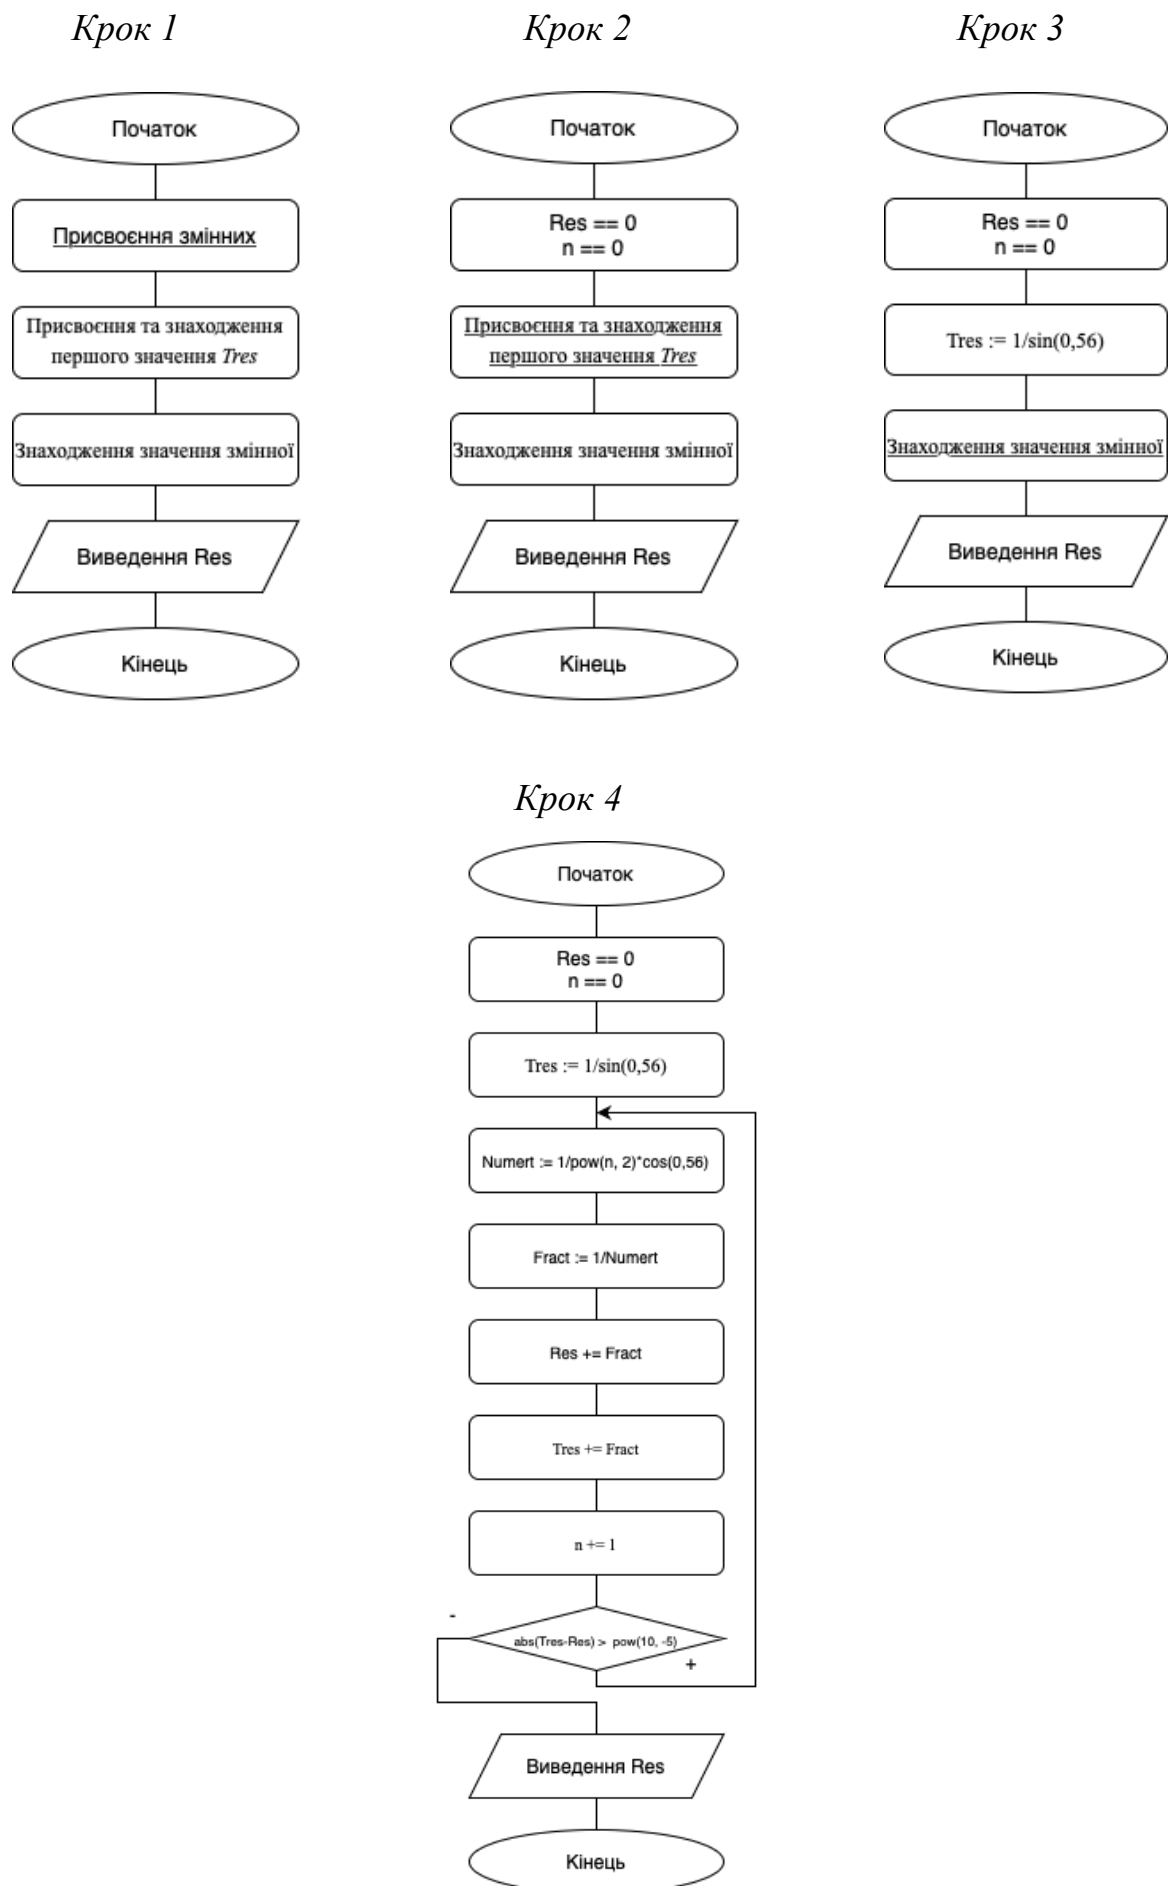 Крок 1
Початок
Присвоєння змінних
Присвоєння та знаходження
першого значення Tres
Знаходження значення змінної
Виведення Res
Кінець
Крок 2
Початок
Res == 0
n == 0
Присвоєння та знаходження
першого значення Tres
Знаходження значення змінної
Виведення Res
Кінець
Крок 3
Початок
Res == 0
n == 0
Tres := 1/sin(0,56)
Знаходження значення змінної
Виведення Res
Кінець
Крок 4
Початок
Res == 0
n == 0
Tres := 1/sin(0,56)
Numert := 1/pow(n, 2)*cos(0,56)
Fract := 1/Numert
Res += Fract
Tres += Fract
n += 1
-
abs(Tres-Res) > pow(10, -5)
+
Виведення Res
Кінець